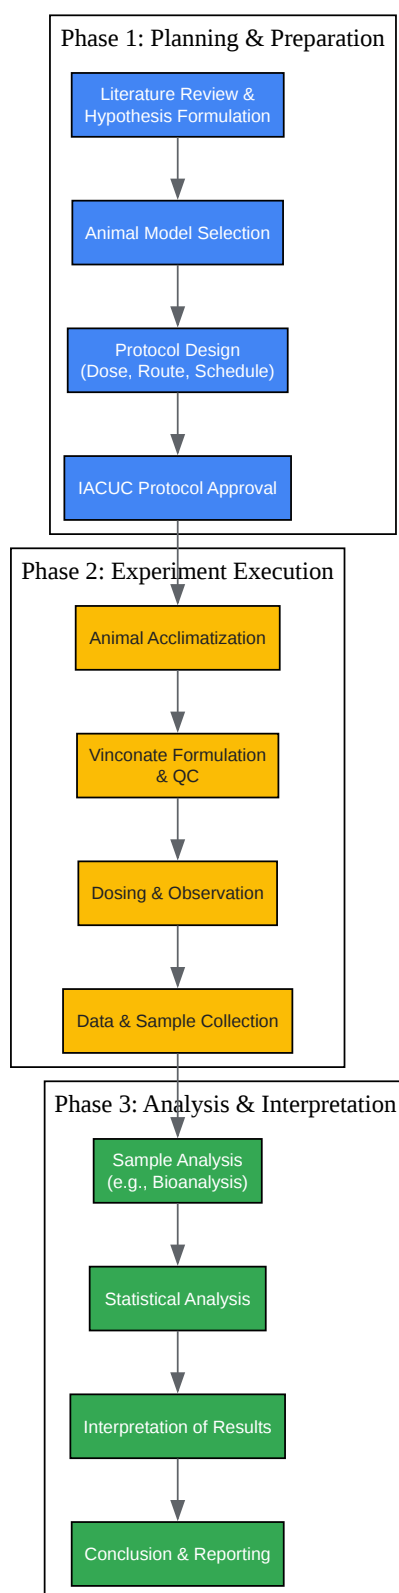 Phase 1: Planning & Preparation
Literature Review &
Hypothesis Formulation
Animal Model Selection
Protocol Design
(Dose, Route, Schedule)
IACUC Protocol Approval
Phase 2: Experiment Execution
Animal Acclimatization
Vinconate Formulation
& QC
Dosing & Observation
Data & Sample Collection
Phase 3: Analysis & Interpretation
Sample Analysis
(e.g., Bioanalysis)
Statistical Analysis
Interpretation of Results
Conclusion & Reporting